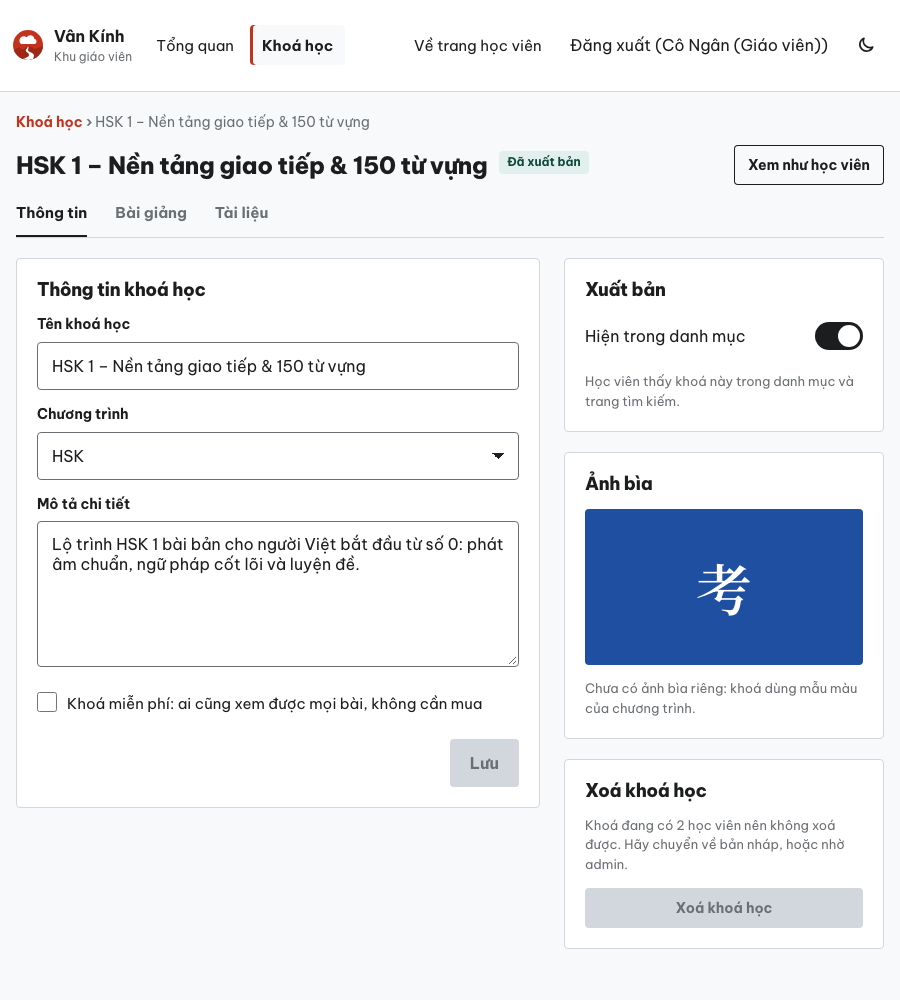 Vân Kính
Khu giáo viên
Tổng quan
Khoá học
Về trang học viên
Đăng xuất (Cô Ngân (Giáo viên))
Khoá học › HSK 1 – Nền tảng giao tiếp & 150 từ vựng
HSK 1 – Nền tảng giao tiếp & 150 từ vựng
Đã xuất bản
Xem như học viên
Thông tin
Bài giảng
Tài liệu
Thông tin khoá học
Tên khoá học
HSK 1 – Nền tảng giao tiếp & 150 từ vựng
Chương trình
HSK
Mô tả chi tiết
Lộ trình HSK 1 bài bản cho người Việt bắt đầu từ số 0: phát
âm chuẩn, ngữ pháp cốt lõi và luyện đề.
Khoá miễn phí: ai cũng xem được mọi bài, không cần mua
Lưu
Xuất bản
Hiện trong danh mục
Học viên thấy khoá này trong danh mục và
trang tìm kiếm.
Ảnh bìa
考
Chưa có ảnh bìa riêng: khoá dùng mẫu màu
của chương trình.
Xoá khoá học
Khoá đang có 2 học viên nên không xoá
được. Hãy chuyển về bản nháp, hoặc nhờ
admin.
Xoá khoá học